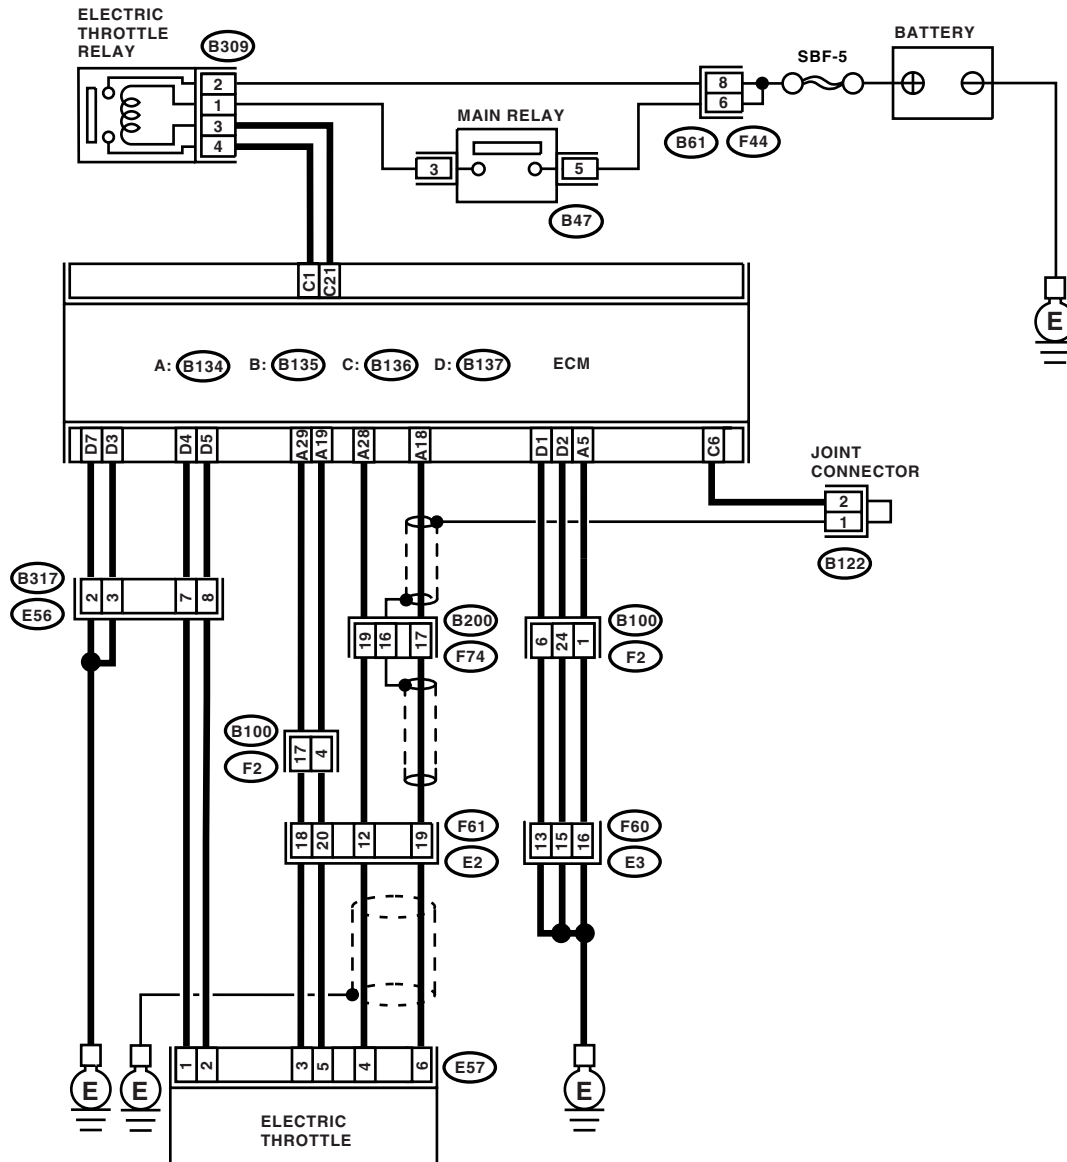 ELECTRIC
THROTTLE
RELAY
B309
2
1
3
4
MAIN RELAY
3
5
B47
8
6
B61
F44
SBF-5
BATTERY
E
C1
C21
A: B134 B: B135 C: B136 D: B137 ECM
D7
D3
D4
D5
A29
A19
A28
A18
D1
D2
A5
C6
JOINT
CONNECTOR
2
1
B122
B317
E56
2
3
7
8
19
16
17
B200
F74
6
24
1
B100
F2
B100
F2
17
4
18
20
12
19
F61
E2
13
15
16
F60
E3
E
E
E
1
2
3
5
4
6
E57
ELECTRIC
THROTTLE